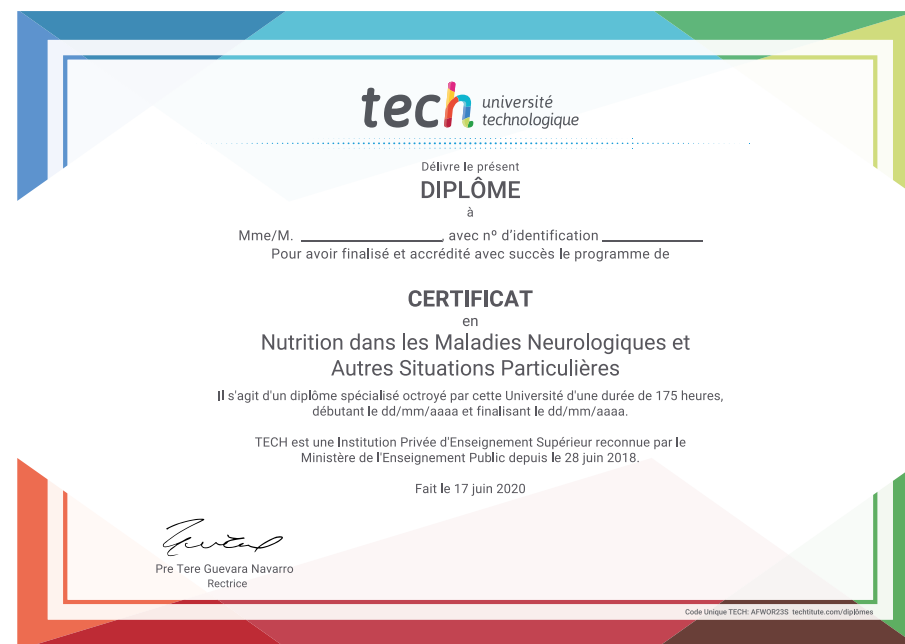 tech université
technologique
Délivre le présent
DIPLÔME
à
Mme/M. , avec nº d'identification
Pour avoir finalisé et accrédité avec succès le programme de
CERTIFICAT
en
Nutrition dans les Maladies Neurologiques et
Autres Situations Particulières
Il s'agit d'un diplôme spécialisé octroyé par cette Université d'une durée de 175 heures,
débutant le dd/mm/aaaa et finalisant le dd/mm/aaaa.
TECH est une Institution Privée d'Enseignement Supérieur reconnue par le
Ministère de l'Enseignement Public depuis le 28 juin 2018.
Fait le 17 juin 2020
Pre Tere Guevara Navarro
Rectrice
Code Unique TECH: AFWOR23S techtitute.com/diplômes